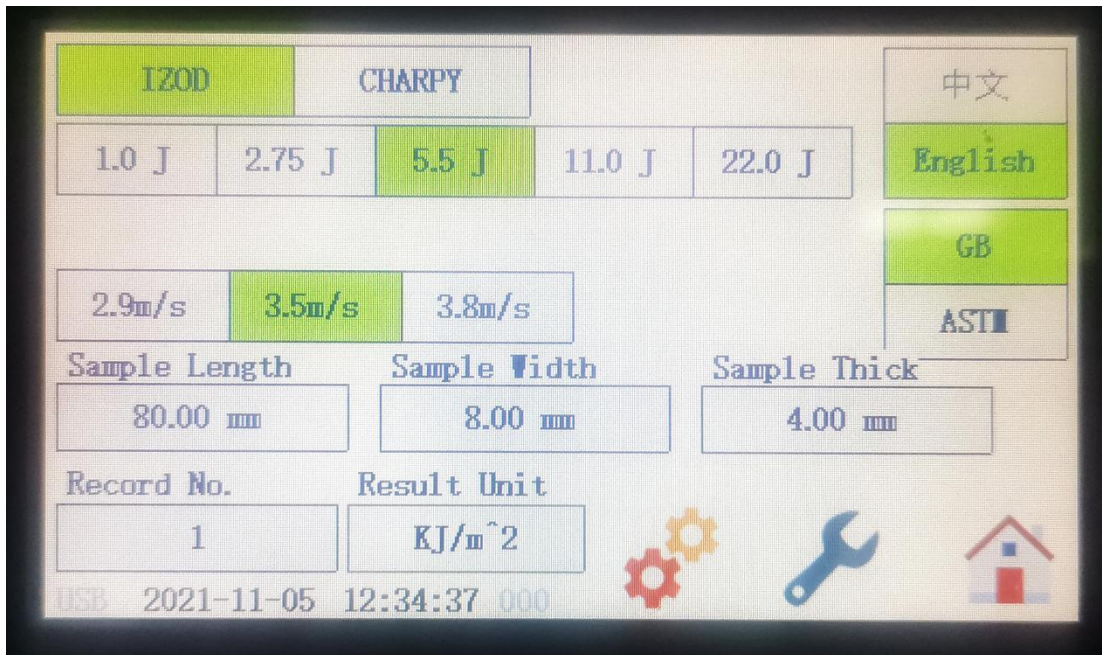 IZOD CHARPY 中文
1.0 J 2.75 J 5.5 J 11.0 J 22.0 J English
GB
2.9m/s 3.5m/s 3.8m/s ASTM
Sample Length Sample Width Sample Thick
80.00 mm 8.00 mm 4.00 mm
Record No. Result Unit
1 KJ/m^2
USB 2021-11-05 12:34:37 000